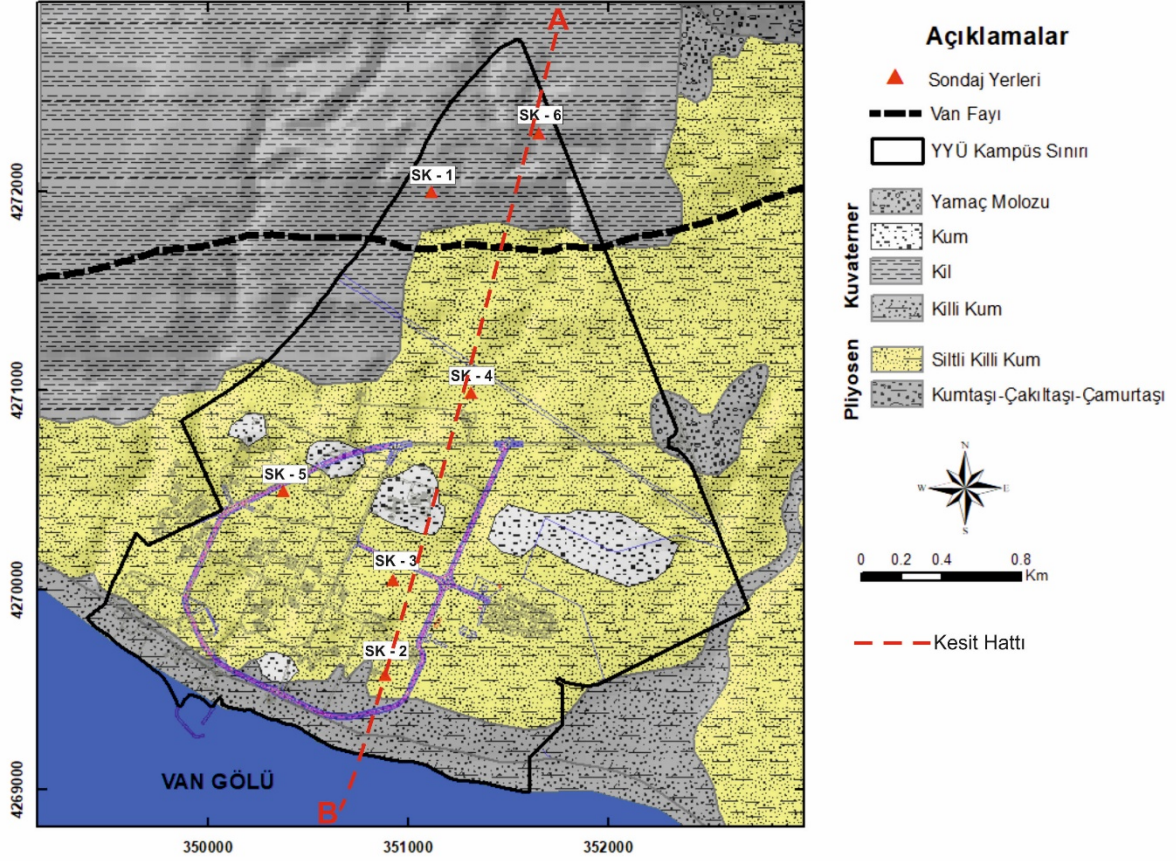 A
SK - 6
SK - 1
SK - 4
SK - 5
SK - 3
SK - 2
VAN GÖLÜ
B'
4272000
4271000
4270000
4269000
350000
351000
352000
Açıklamalar
Sondaj Yerleri
Van Fayı
YYÜ Kampüs Sınırı
Kuvaterner
Yamaç Molozu
Kum
Kil
Killi Kum
Pliyosen
Siltli Killi Kum
Kumtaşı-Çakıltaşı-Çamurtaşı
N
W
E
S
0 0.2 0.4 0.8
Km
Kesit Hattı